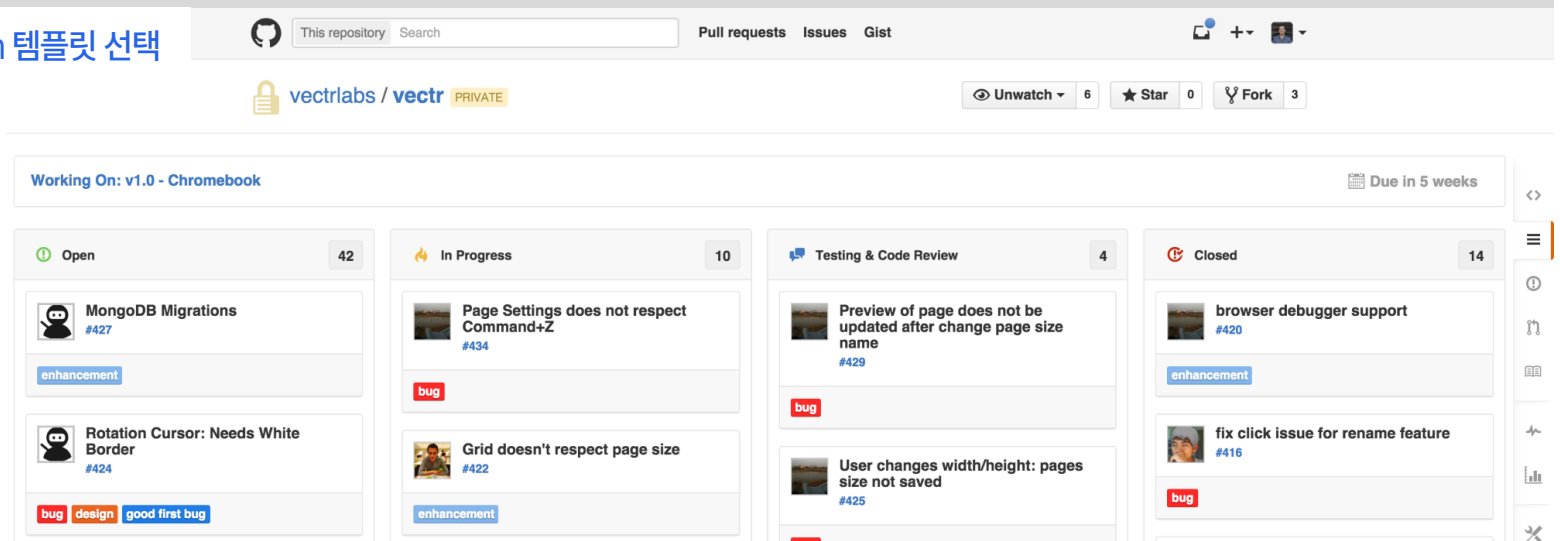 This repository Search Pull requests Issues Gist
템플릿 선택
vectrlabs / vectr PRIVATE Unwatch 6 Star 0 Fork 3
Working On: v1.0 - Chromebook Due in 5 weeks
Open 42
MongoDB Migrations
#427
enhancement
Rotation Cursor: Needs White
Border
#424
bug design good first bug
In Progress 10
Page Settings does not respect
Command+Z
#434
bug
Grid doesn't respect page size
#422
enhancement
Testing & Code Review 4
Preview of page does not be
updated after change page size
name
#429
bug
User changes width/height: pages
size not saved
#425
Closed 14
browser debugger support
#420
enhancement
fix click issue for rename feature
#416
bug